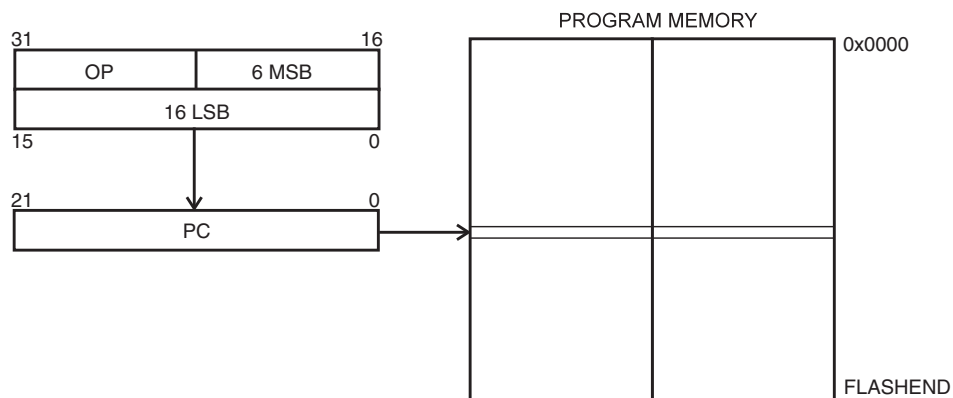 PROGRAM MEMORY
31 16
0x0000
OP 6 MSB
16 LSB
15 0
21 0
PC
FLASHEND